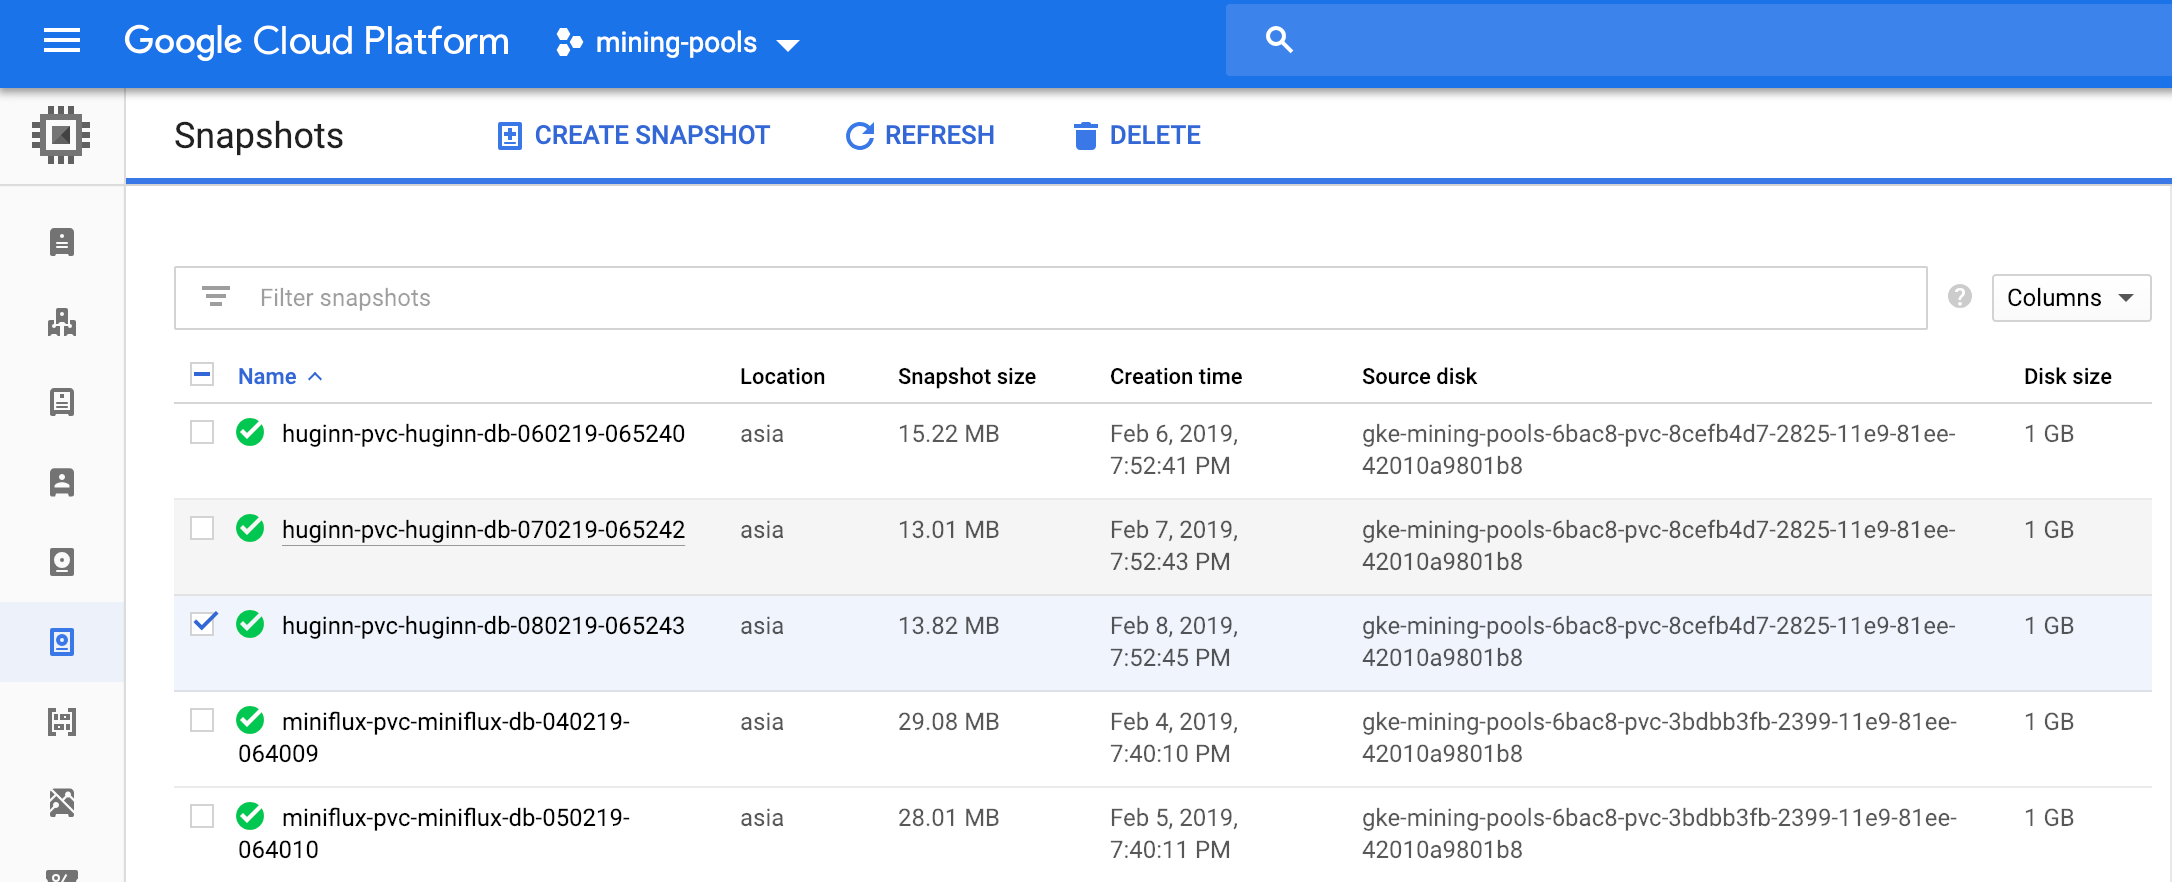 Google Cloud Platform mining-pools
Snapshots CREATE SNAPSHOT REFRESH DELETE
Filter snapshots ? Columns
Name Location Snapshot size Creation time Source disk Disk size
huginn-pvc-huginn-db-060219-065240 asia 15.22 MB Feb 6, 2019, gke-mining-pools-6bac8-pvc-8cefb4d7-2825-11e9-81ee- 1 GB
7:52:41 PM 42010a9801b8
huginn-pvc-huginn-db-070219-065242 asia 13.01 MB Feb 7, 2019, gke-mining-pools-6bac8-pvc-8cefb4d7-2825-11e9-81ee- 1 GB
7:52:43 PM 42010a9801b8
huginn-pvc-huginn-db-080219-065243 asia 13.82 MB Feb 8, 2019, gke-mining-pools-6bac8-pvc-8cefb4d7-2825-11e9-81ee- 1 GB
7:52:45 PM 42010a9801b8
miniflux-pvc-miniflux-db-040219- asia 29.08 MB Feb 4, 2019, gke-mining-pools-6bac8-pvc-3bdbb3fb-2399-11e9-81ee- 1 GB
064009 7:40:10 PM 42010a9801b8
miniflux-pvc-miniflux-db-050219- asia 28.01 MB Feb 5, 2019, gke-mining-pools-6bac8-pvc-3bdbb3fb-2399-11e9-81ee- 1 GB
064010 7:40:11 PM 42010a9801b8